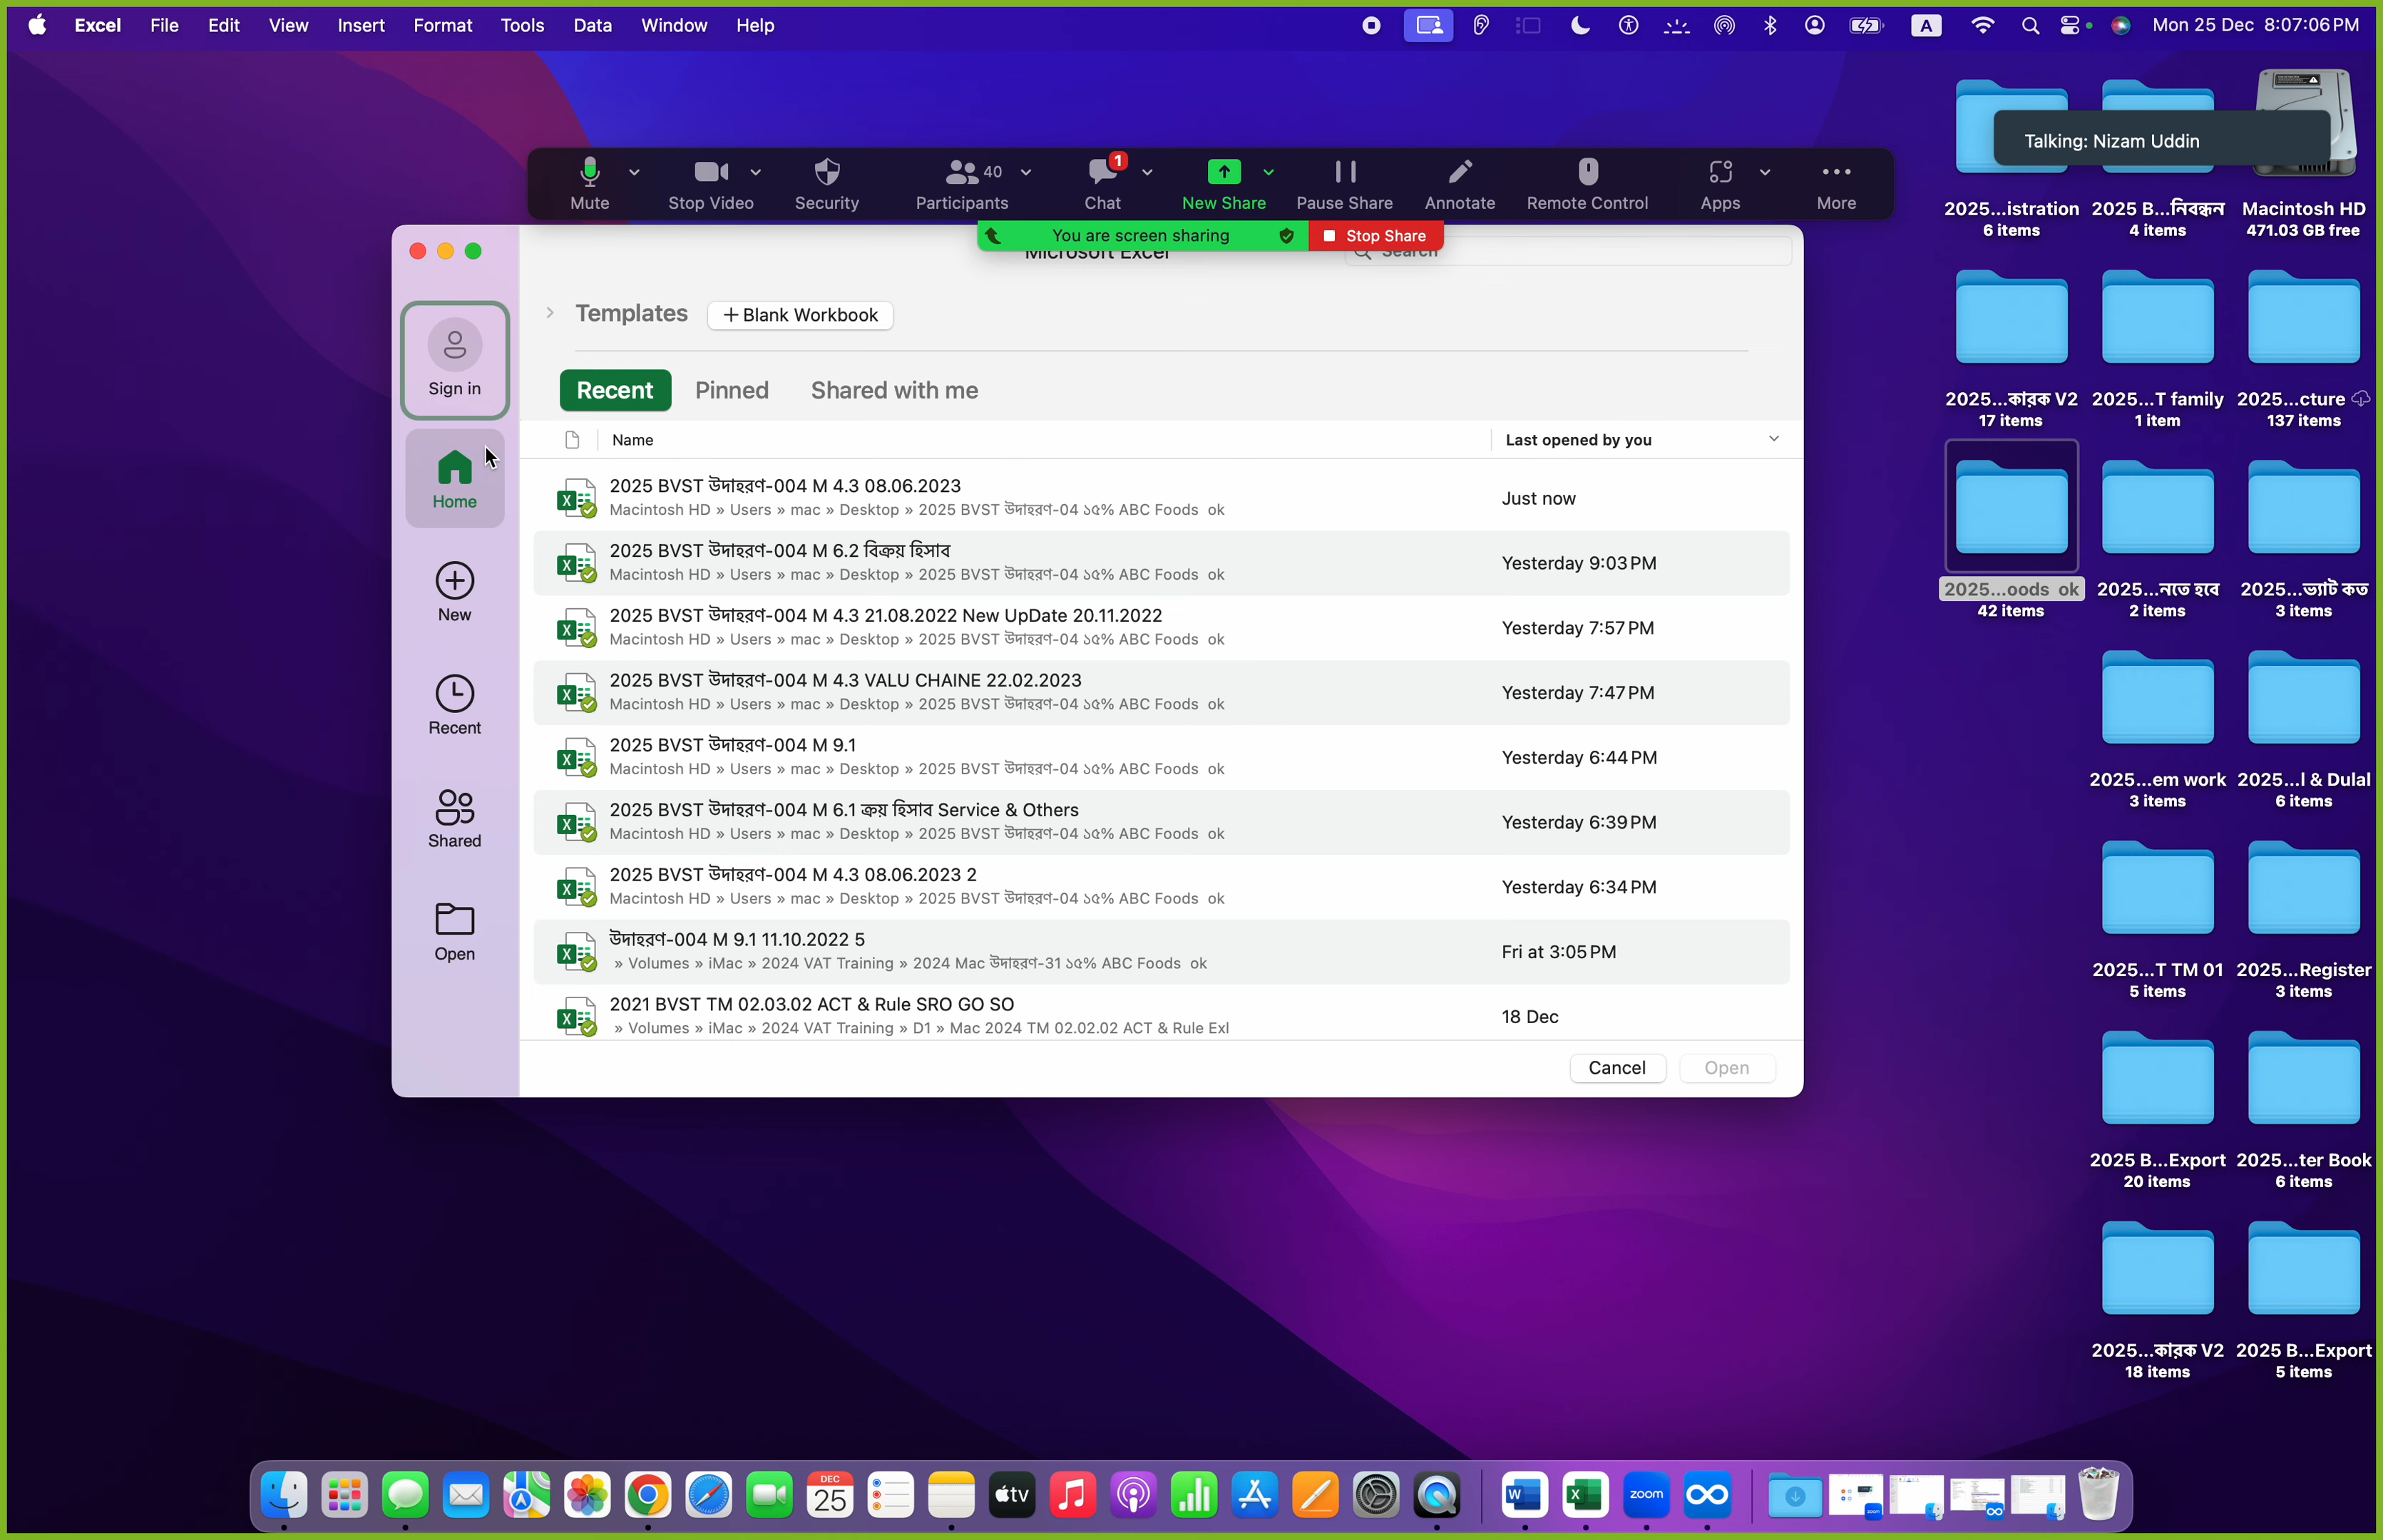 Excel File Edit View Insert Format Tools Data Window Help A Mon 25 Dec 8:07:06 PM
Talking: Nizam Uddin
40 1
Mute Stop Video Security Participants Chat New Share Pause Share Annotate Remote Control Apps More
You are screen sharing Stop Share
Microsoft Excel Search
Templates + Blank Workbook
Sign in
Recent Pinned Shared with me
Name Last opened by you
Home
2025 BVST উদাহরণ-004 M 4.3 08.06.2023
Macintosh HD » Users » mac » Desktop » 2025 BVST উদাহরণ-04 ১৫% ABC Foods ok
Just now
2025 BVST উদাহরণ-004 M 6.2 বিক্রয় হিসাব
Macintosh HD » Users » mac » Desktop » 2025 BVST উদাহরণ-04 ১৫% ABC Foods ok
Yesterday 9:03 PM
New
2025 BVST উদাহরণ-004 M 4.3 21.08.2022 New UpDate 20.11.2022
Macintosh HD » Users » mac » Desktop » 2025 BVST উদাহরণ-04 ১৫% ABC Foods ok
Yesterday 7:57 PM
2025 BVST উদাহরণ-004 M 4.3 VALU CHAINE 22.02.2023
Macintosh HD » Users » mac » Desktop » 2025 BVST উদাহরণ-04 ১৫% ABC Foods ok
Yesterday 7:47 PM
Recent
2025 BVST উদাহরণ-004 M 9.1
Macintosh HD » Users » mac » Desktop » 2025 BVST উদাহরণ-04 ১৫% ABC Foods ok
Yesterday 6:44 PM
2025 BVST উদাহরণ-004 M 6.1 ক্রয় হিসাব Service & Others
Macintosh HD » Users » mac » Desktop » 2025 BVST উদাহরণ-04 ১৫% ABC Foods ok
Yesterday 6:39 PM
Shared
2025 BVST উদাহরণ-004 M 4.3 08.06.2023 2
Macintosh HD » Users » mac » Desktop » 2025 BVST উদাহরণ-04 ১৫% ABC Foods ok
Yesterday 6:34 PM
উদাহরণ-004 M 9.1 11.10.2022 5
» Volumes » iMac » 2024 VAT Training » 2024 Mac উদাহরণ-31 ১৫% ABC Foods ok
Fri at 3:05 PM
Open
2021 BVST TM 02.03.02 ACT & Rule SRO GO SO
» Volumes » iMac » 2024 VAT Training » D1 » Mac 2024 TM 02.02.02 ACT & Rule Exl
18 Dec
Cancel Open
2025...istration 2025 B...নিবন্ধন Macintosh HD
6 items 4 items 471.03 GB free
2025...কারক V2 2025...T family 2025...cture
17 items 1 item 137 items
2025...oods ok 2025...নতে হবে 2025...ভ্যাট কত
42 items 2 items 3 items
2025...em work 2025...l & Dulal
3 items 6 items
2025...T TM 01 2025...Register
5 items 3 items
2025 B...Export 2025...ter Book
20 items 6 items
2025...কারক V2 2025 B...Export
18 items 5 items
DEC
25
tv
W X zoom